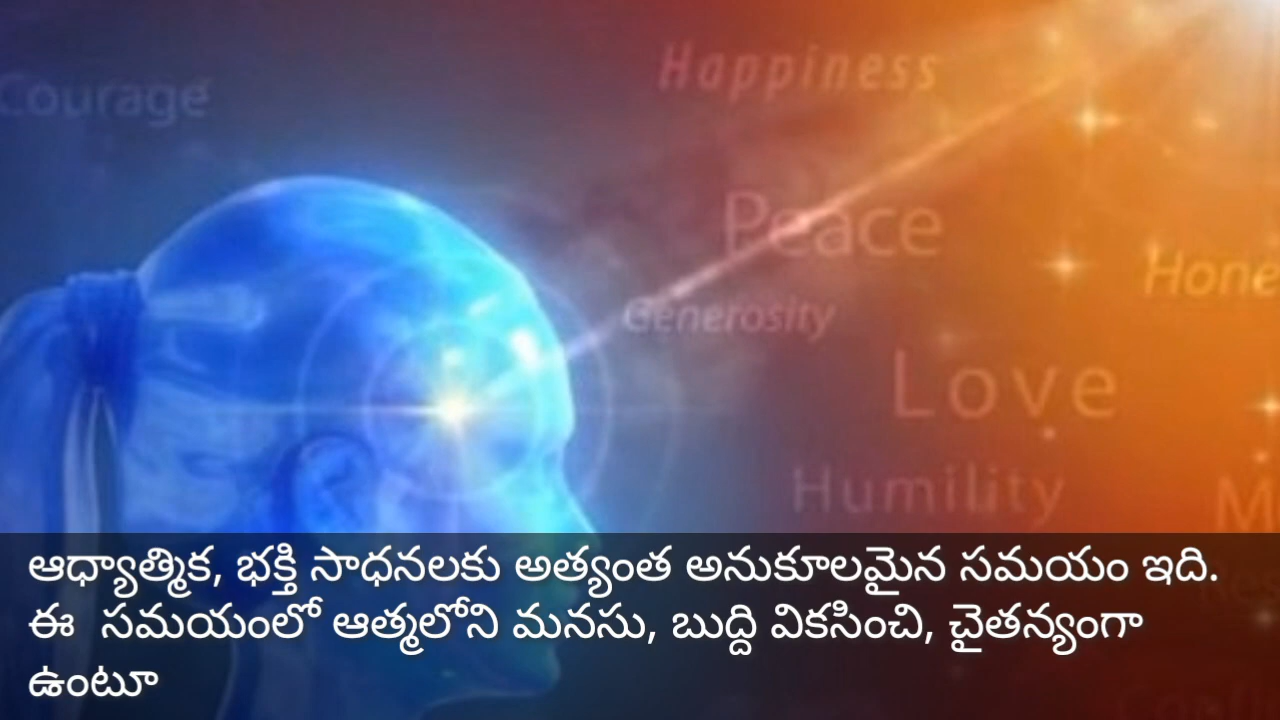 Happiness
Courage
Peace
Hone
Generosity
Love
Humility
M
ఆధ్యాత్మిక, భక్తి సాధనలకు అత్యంత అనుకూలమైన సమయం ఇది.
ఈ  సమయంలో ఆత్మలోని మనసు, బుద్ది వికసించి, చైతన్యంగా
ఉంటూ